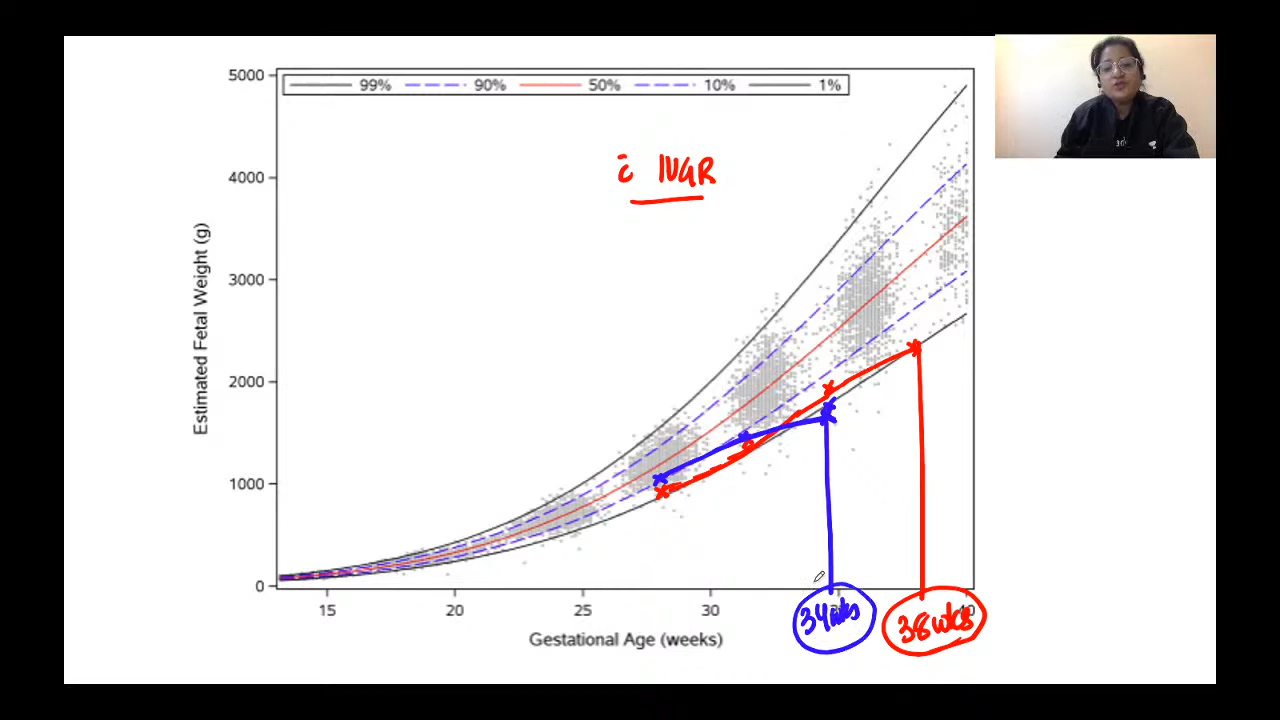 5000
99% 90% 50% 10% 1%
4000
c̄ IUGR
Estimated Fetal Weight (g)
3000
2000
1000
0
15 20 25 30 40
34wks 38wks
Gestational Age (weeks)